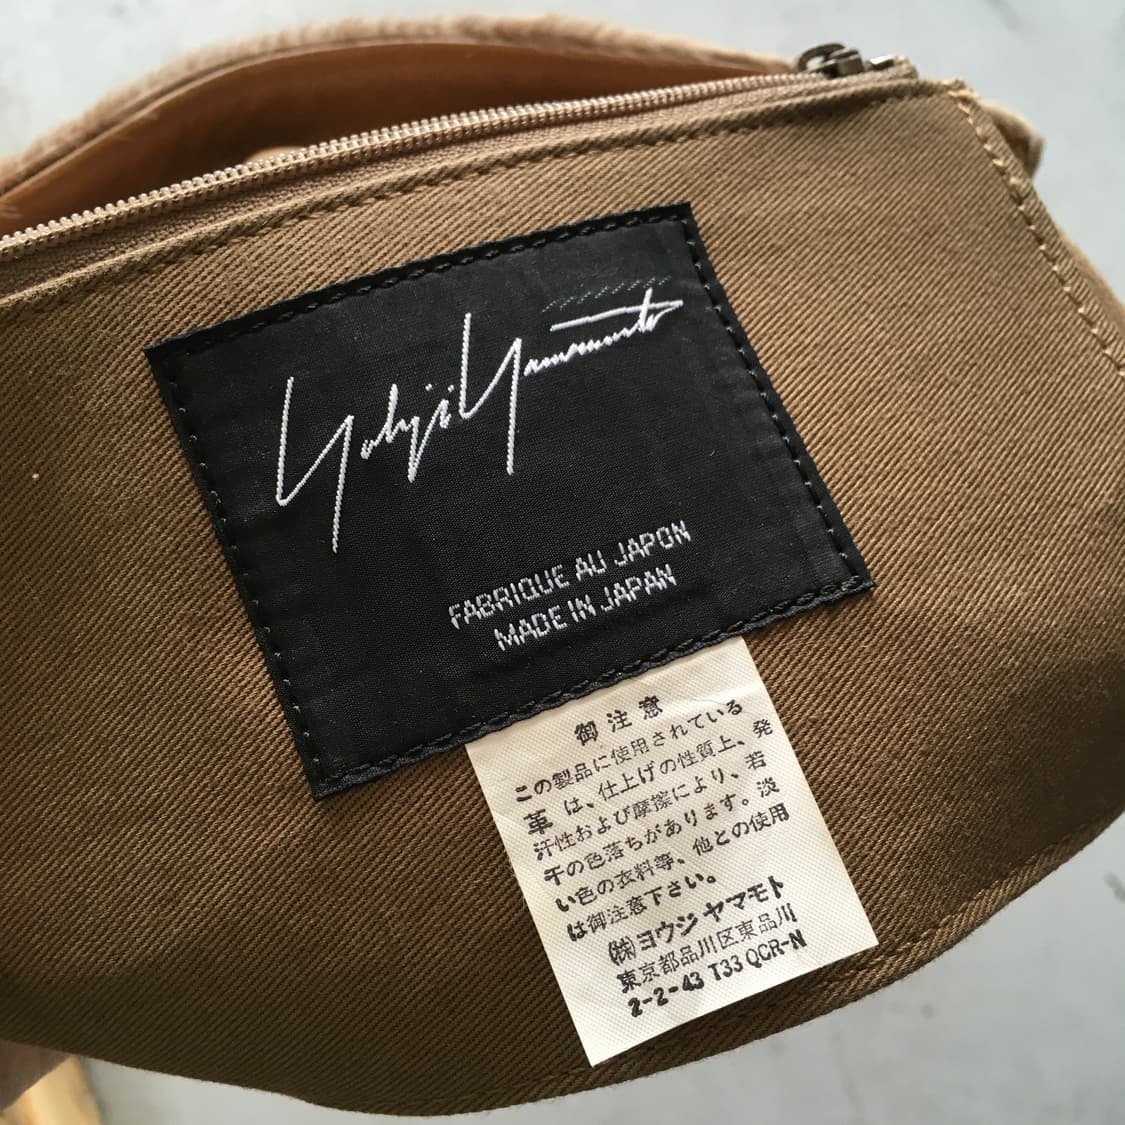 Yohji Yamamoto
FABRIQUE AU JAPON
MADE IN JAPAN
御注意
この製品に使用されている
革は、仕上げの性質上、発
汗性および摩擦により、若
干の色落ちがあります。淡
い色の衣料等、他との使用
は御注意下さい。
㈱ヨウジヤマモト
東京都品川区東品川
2-2-43 T33 QCR-N